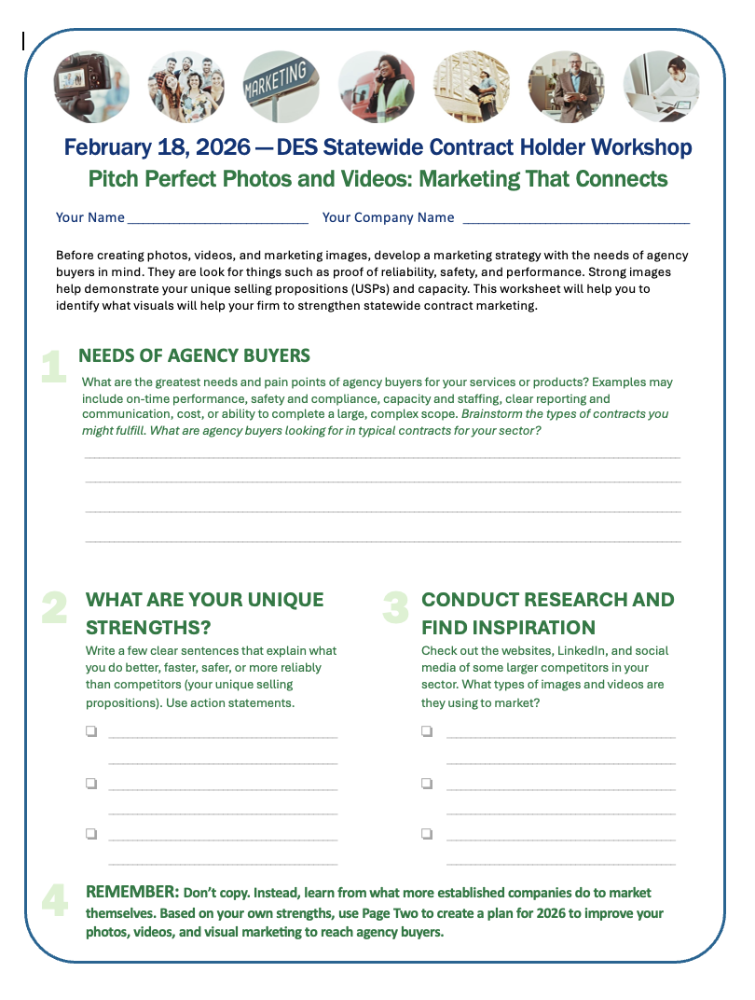 MARKETING
February 18, 2026 — DES Statewide Contract Holder Workshop
Pitch Perfect Photos and Videos: Marketing That Connects
Your Name Your Company Name
Before creating photos, videos, and marketing images, develop a marketing strategy with the needs of agency
buyers in mind. They are look for things such as proof of reliability, safety, and performance. Strong images
help demonstrate your unique selling propositions (USPs) and capacity. This worksheet will help you to
identify what visuals will help your firm to strengthen statewide contract marketing.
1 NEEDS OF AGENCY BUYERS
What are the greatest needs and pain points of agency buyers for your services or products? Examples may
include on-time performance, safety and compliance, capacity and staffing, clear reporting and
communication, cost, or ability to complete a large, complex scope. Brainstorm the types of contracts you
might fulfill. What are agency buyers looking for in typical contracts for your sector?
2 WHAT ARE YOUR UNIQUE
STRENGTHS?
Write a few clear sentences that explain what
you do better, faster, safer, or more reliably
than competitors (your unique selling
propositions). Use action statements.
3 CONDUCT RESEARCH AND
FIND INSPIRATION
Check out the websites, LinkedIn, and social
media of some larger competitors in your
sector. What types of images and videos are
they using to market?
4 REMEMBER: Don’t copy. Instead, learn from what more established companies do to market
themselves. Based on your own strengths, use Page Two to create a plan for 2026 to improve your
photos, videos, and visual marketing to reach agency buyers.